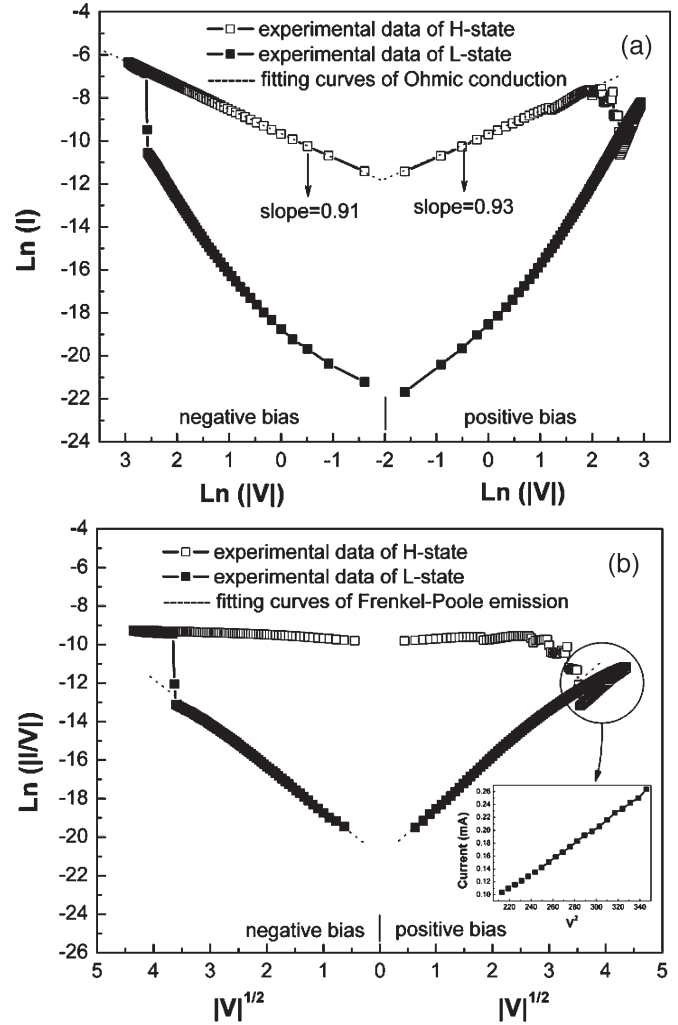 -4
-6
-8
-10
-12
-14
-16
-18
-20
-22
-24
Ln (I)
experimental data of H-state
experimental data of L-state
fitting curves of Ohmic conduction
(a)
slope=0.91
slope=0.93
negative bias
positive bias
3 2 1 0 -1 -2 -1 0 1 2 3
Ln (|V|) Ln (|V|)
-4
-6
-8
-10
-12
-14
-16
-18
-20
-22
-24
-26
Ln (|I/V|)
experimental data of H-state
experimental data of L-state
fitting curves of Frenkel-Poole emission
(b)
0.26
0.24
0.20
0.16
0.12
0.10
Current (mA)
220 240 260 280 300 320 340
V²
negative bias
positive bias
5 4 3 2 1 0 1 2 3 4 5
|V|^1/2 |V|^1/2